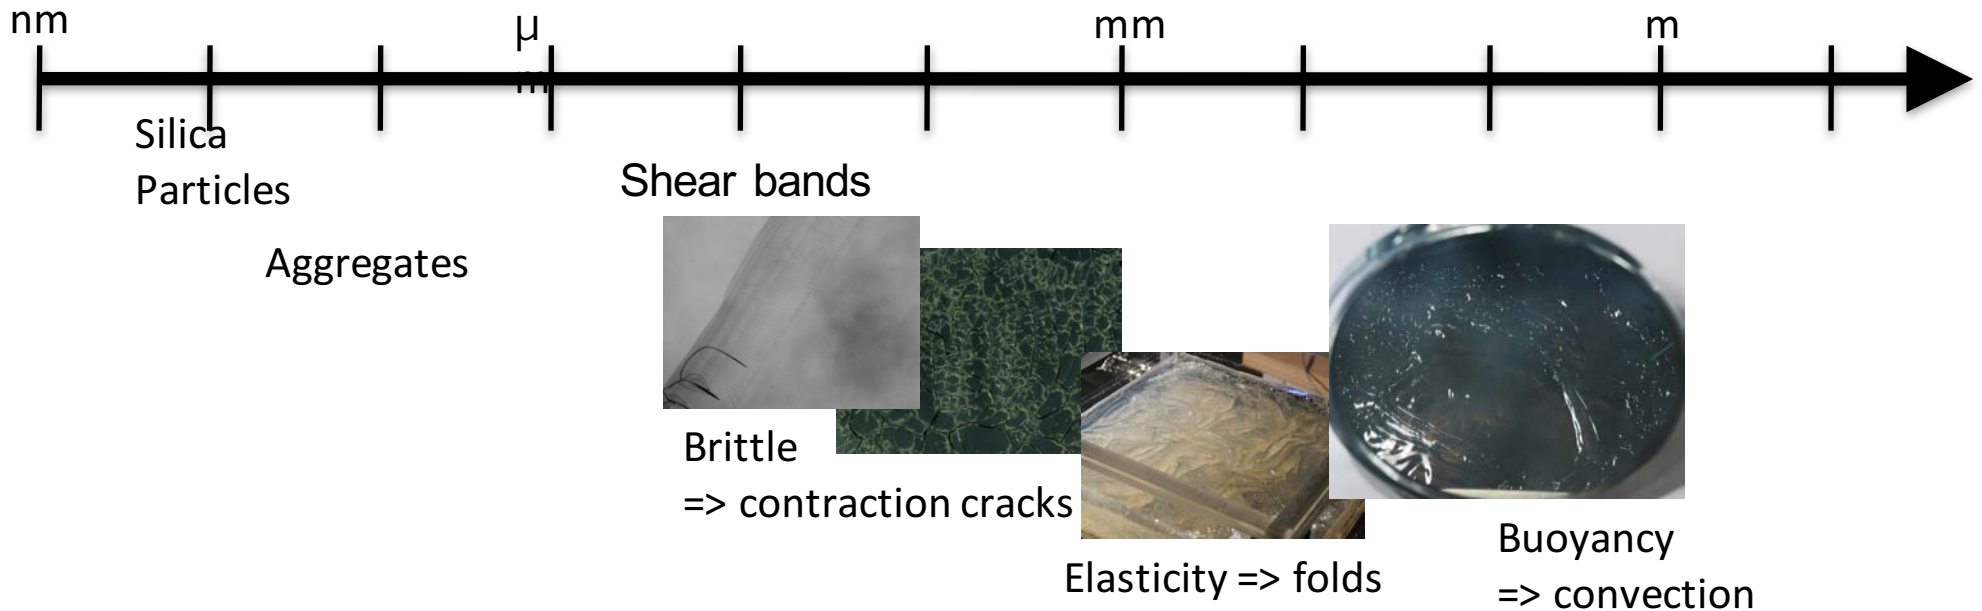 nm
µ
m
mm
m
Silica
Particles
Shear bands
Aggregates
Brittle
=> contraction cracks
Elasticity => folds
Buoyancy
=> convection